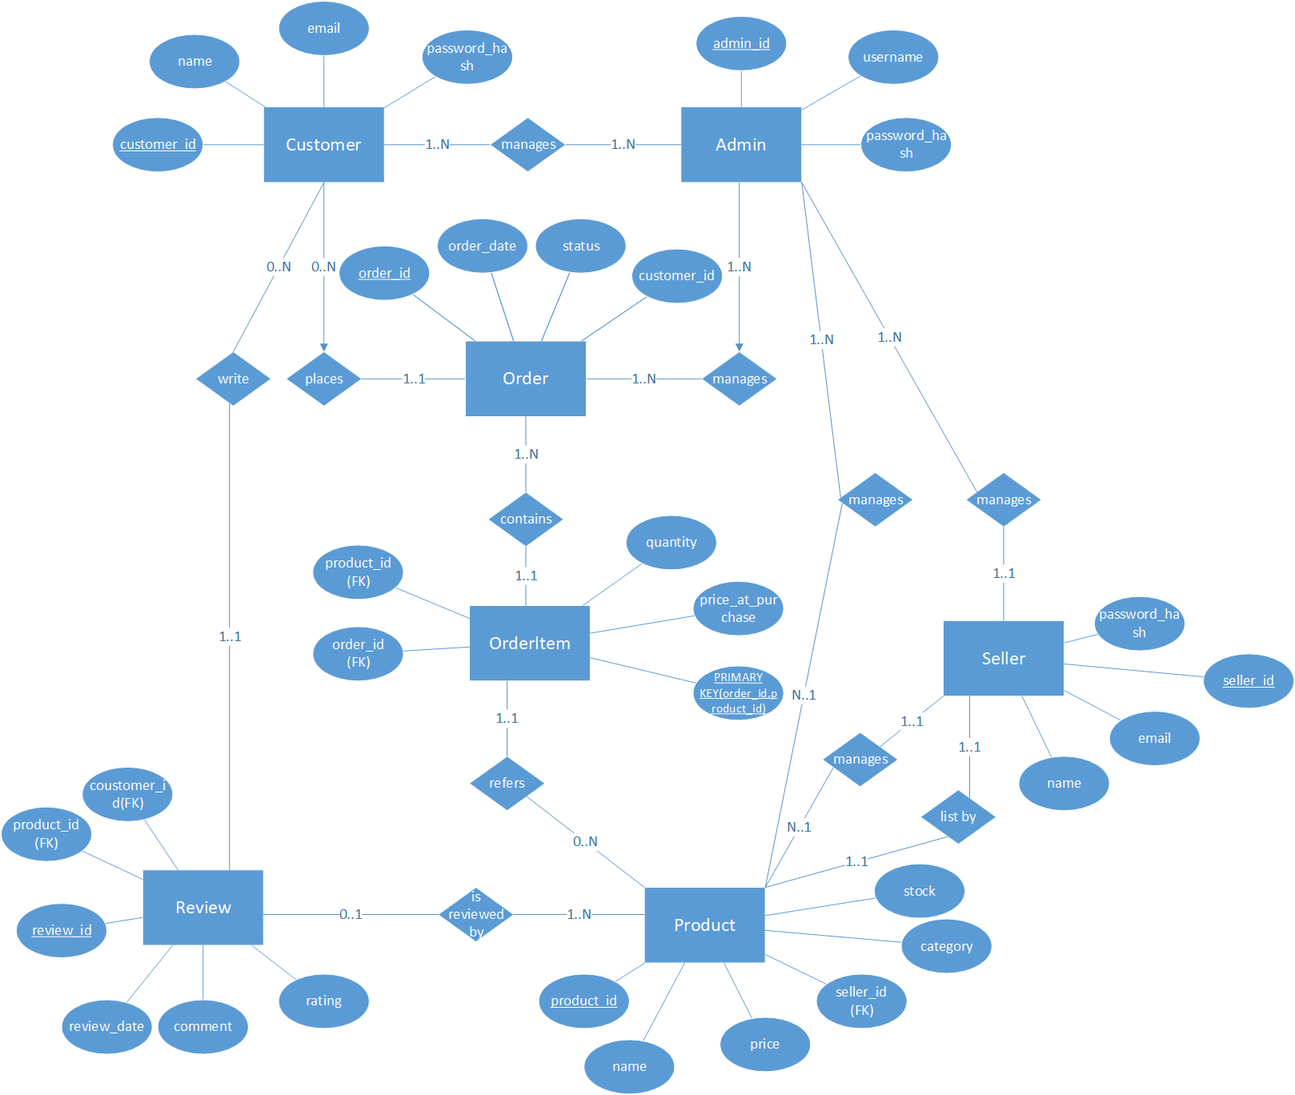 email
name
password_ha
sh
customer_id
Customer
1..N
manages
1..N
admin_id
username
Admin
password_ha
sh
0..N
0..N
order_id
order_date
status
customer_id
1..N
1..N
1..N
write
places
1..1
Order
1..N
manages
1..N
contains
manages
manages
1..1
1..1
product_id
(FK)
order_id
(FK)
quantity
price_at_pu
rchase
OrderItem
PRIMARY
KEY(order_id,p
roduct_id)
1..1
password_ha
sh
Seller
seller_id
email
name
1..1
N..1
1..1
1..1
manages
N..1
list by
1..1
refers
0..N
coustomer_i
d(FK)
product_id
(FK)
Review
review_id
review_date
comment
rating
0..1
is
reviewed
by
1..N
Product
stock
category
seller_id
(FK)
product_id
name
price